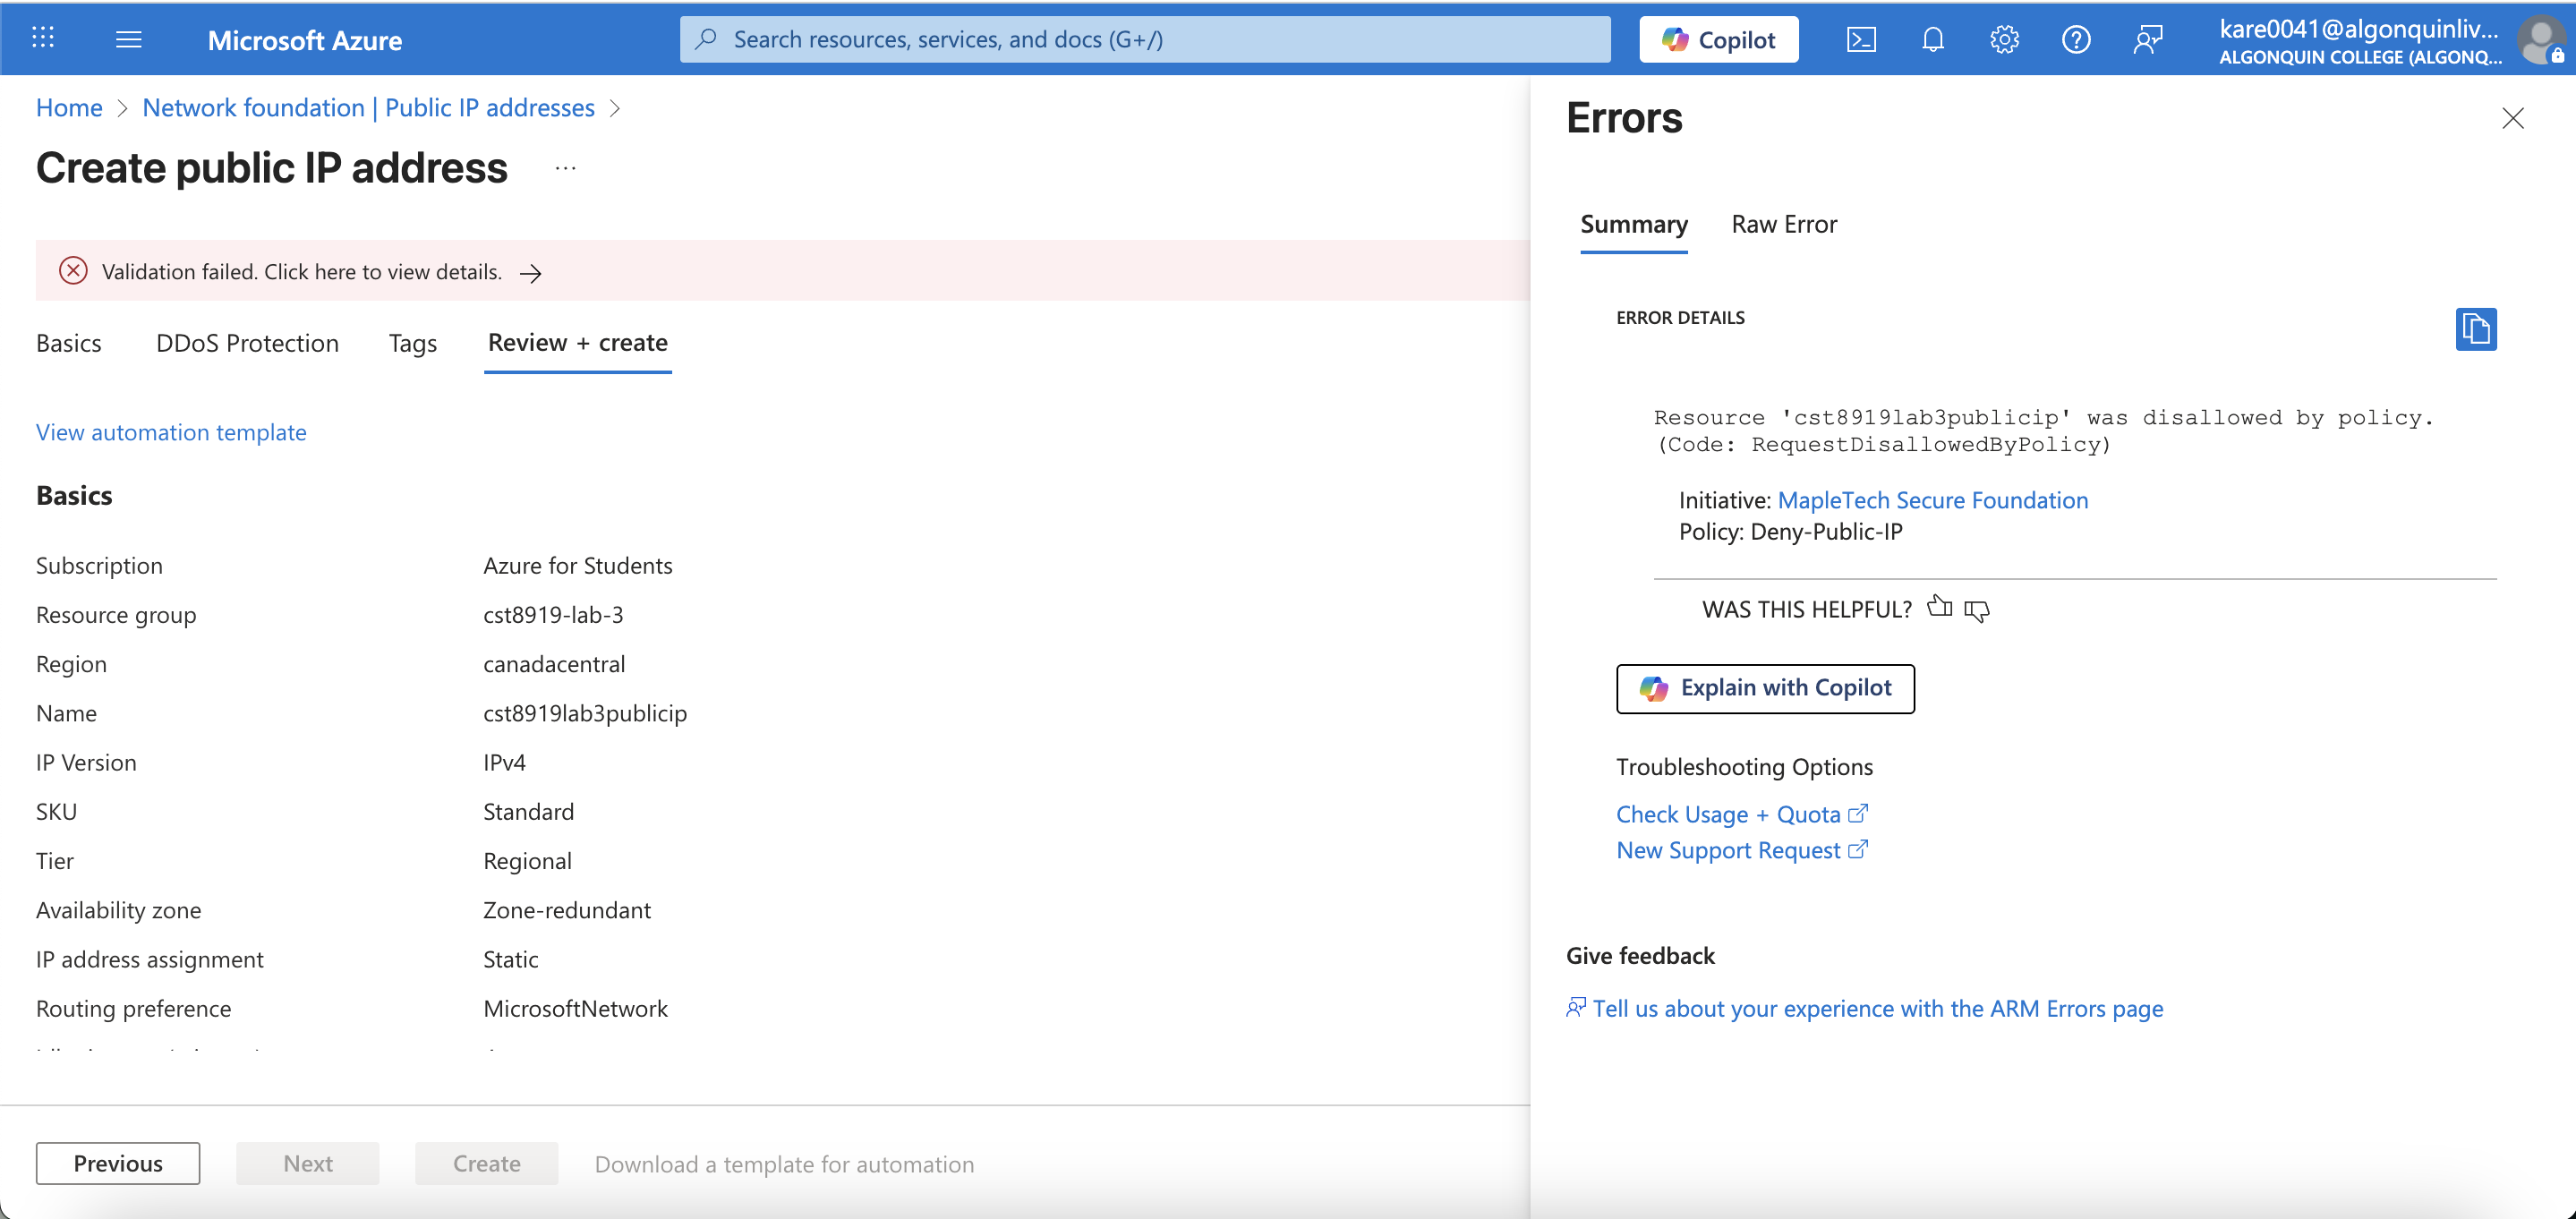 Microsoft Azure
Search resources, services, and docs (G+/)
Copilot
kare0041@algonquinliv...
ALGONQUIN COLLEGE (ALGONQ...
Home > Network foundation | Public IP addresses >
Create public IP address ...
Validation failed. Click here to view details. →
Basics DDoS Protection Tags Review + create
View automation template
Basics
Subscription Azure for Students
Resource group cst8919-lab-3
Region canadacentral
Name cst8919lab3publicip
IP Version IPv4
SKU Standard
Tier Regional
Availability zone Zone-redundant
IP address assignment Static
Routing preference MicrosoftNetwork
Previous Next Create Download a template for automation
Errors
Summary Raw Error
ERROR DETAILS
Resource 'cst8919lab3publicip' was disallowed by policy.
(Code: RequestDisallowedByPolicy)
Initiative: MapleTech Secure Foundation
Policy: Deny-Public-IP
WAS THIS HELPFUL?
Explain with Copilot
Troubleshooting Options
Check Usage + Quota
New Support Request
Give feedback
Tell us about your experience with the ARM Errors page